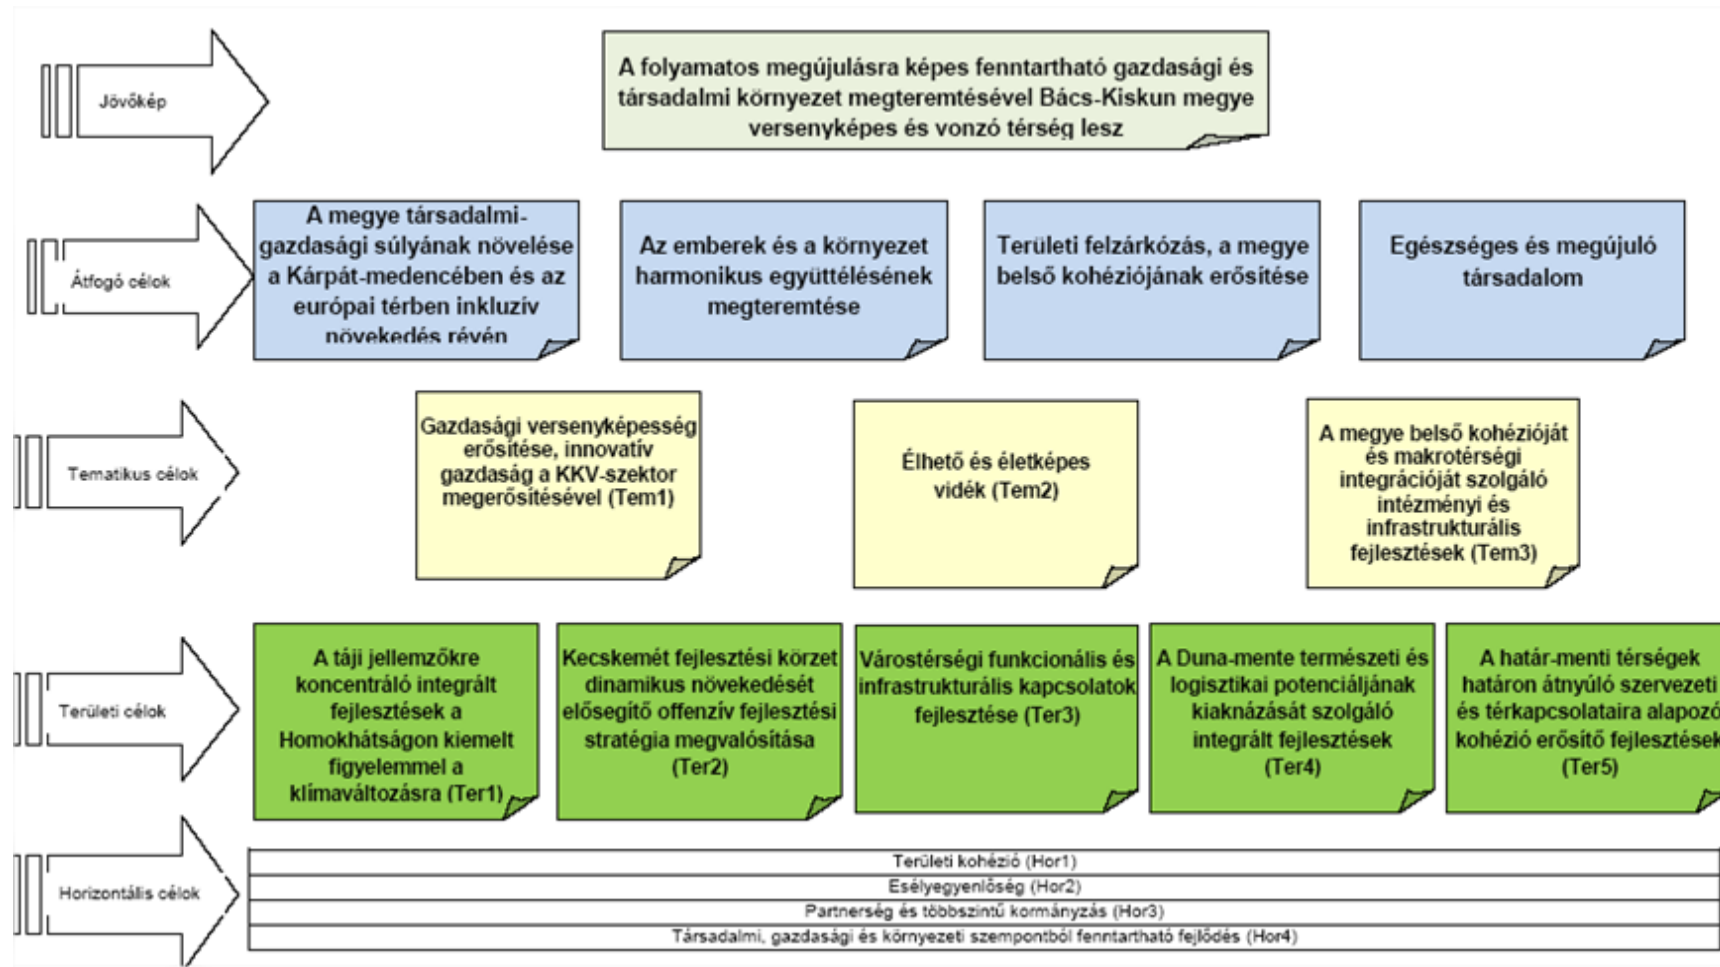 Jövőkép
A folyamatos megújulásra képes fenntartható gazdasági és
társadalmi környezet megteremtésével Bács-Kiskun megye
versenyképes és vonzó térség lesz
Átfogó célok
A megye társadalmi-
gazdasági súlyának növelése
a Kárpát-medencében és az
európai térben inkluzív
növekedés révén
Az emberek és a környezet
harmonikus együttélésének
megteremtése
Területi felzárkózás, a megye
belső kohéziójának erősítése
Egészséges és megújuló
társadalom
Tematikus célok
Gazdasági versenyképesség
erősítése, innovatív
gazdaság a KKV-szektor
megerősítésével (Tem1)
Élhető és életképes
vidék (Tem2)
A megye belső kohézióját
és makrotérségi
integrációját szolgáló
intézményi és
infrastrukturális
fejlesztések (Tem3)
Területi célok
A táji jellemzőkre
koncentráló integrált
fejlesztések a
Homokhátságon kiemelt
figyelemmel a
klímaváltozásra (Ter1)
Kecskemét fejlesztési körzet
dinamikus növekedését
elősegítő offenzív fejlesztési
stratégia megvalósítása
(Ter2)
Várostérségi funkcionális és
infrastrukturális kapcsolatok
fejlesztése (Ter3)
A Duna-mente természeti és
logisztikai potenciáljának
kiaknázását szolgáló
integrált fejlesztések
(Ter4)
A határ-menti térségek
határon átnyúló szervezeti
és térkapcsolataira alapozó
kohézió erősítő fejlesztések
(Ter5)
Horizontális célok
Területi kohézió (Hor1)
Esélyegyenlőség (Hor2)
Partnerség és többszintű kormányzás (Hor3)
Társadalmi, gazdasági és környezeti szempontból fenntartható fejlődés (Hor4)